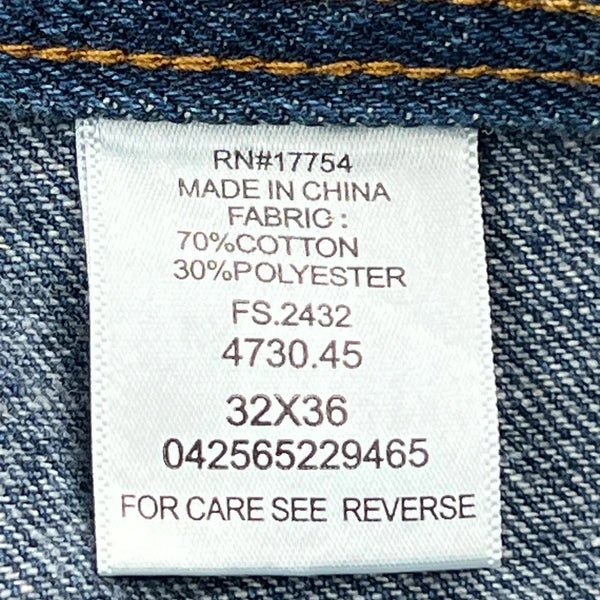 RN#17754
MADE IN CHINA
FABRIC :
70%COTTON
30%POLYESTER
FS.2432
4730.45
32X36
042565229465
FOR CARE SEE REVERSE